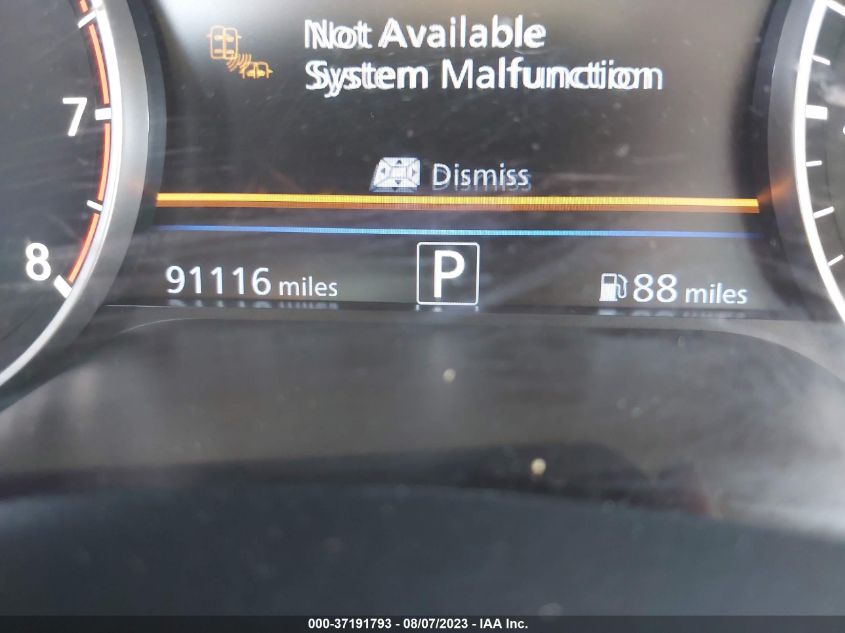 Not Available
System Malfunction
7
Dismiss
8
91116 miles
P
88 miles
000-37191793 - 08/07/2023 - IAA Inc.